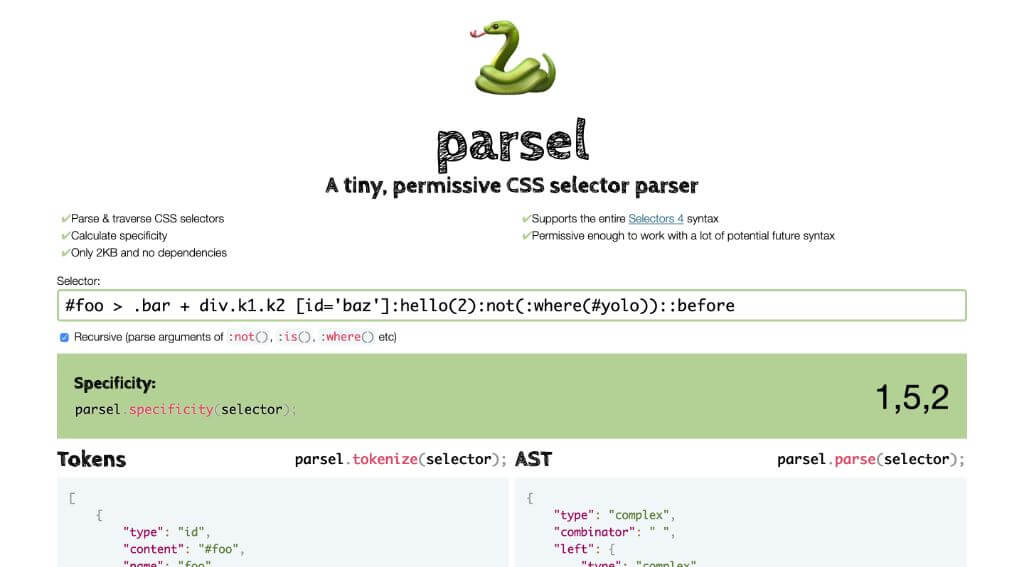 parsel
A tiny, permissive CSS selector parser
✔Parse & traverse CSS selectors
✔Calculate specificity
✔Only 2KB and no dependencies
✔Supports the entire Selectors 4 syntax
✔Permissive enough to work with a lot of potential future syntax
Selector:
#foo > .bar + div.k1.k2 [id='baz']:hello(2):not(:where(#yolo))::before
Recursive (parse arguments of :not(), :is(), :where() etc)
Specificity:
parsel.specificity(selector);
1,5,2
Tokens
parsel.tokenize(selector);
[
{
"type": "id",
"content": "#foo",
"name": "foo"
AST
parsel.parse(selector);
{
"type": "complex",
"combinator": " ",
"left": {
"type": "complex"